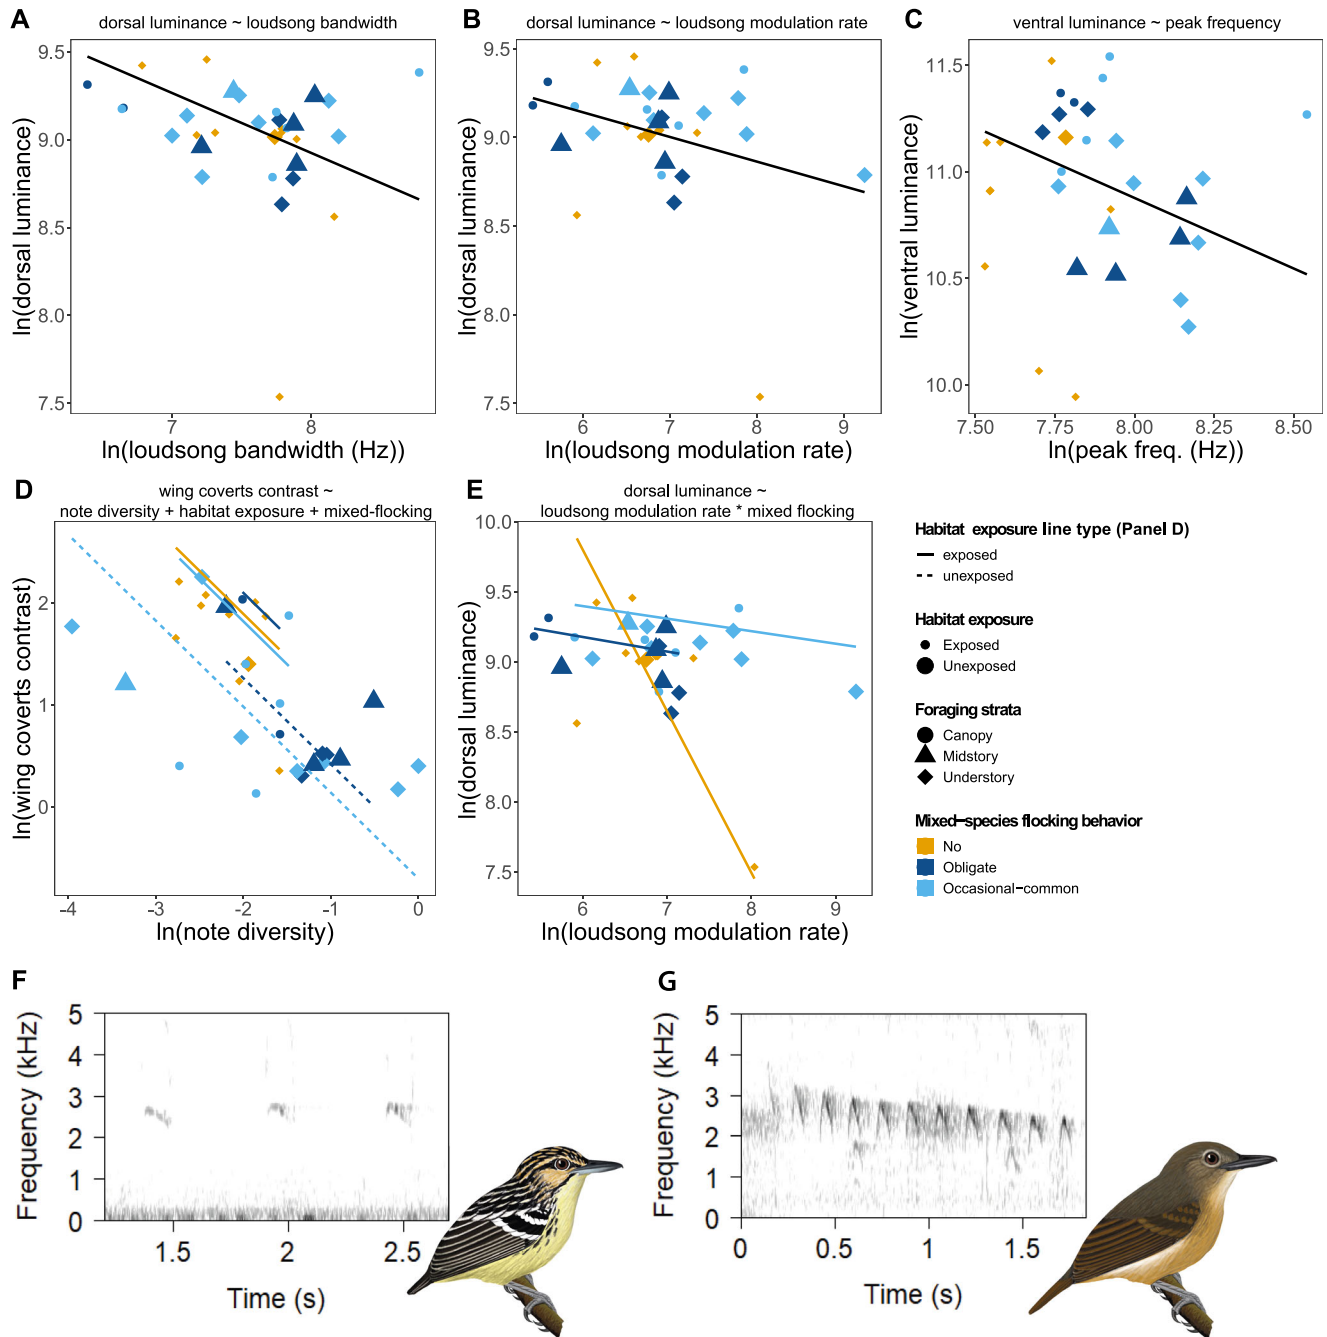 A
dorsal luminance ~ loudsong bandwidth
ln(dorsal luminance)
9.5
9.0
8.5
8.0
7.5
7
8
ln(loudsong bandwidth (Hz))
B
dorsal luminance ~ loudsong modulation rate
ln(dorsal luminance)
9.5
9.0
8.5
8.0
7.5
6
7
8
9
ln(loudsong modulation rate)
C
ventral luminance ~ peak frequency
ln(ventral luminance)
11.5
11.0
10.5
10.0
7.50
7.75
8.00
8.25
8.50
ln(peak freq. (Hz))
D
wing coverts contrast ~
note diversity + habitat exposure + mixed-flocking
ln(wing coverts contrast)
2
1
0
-4
-3
-2
-1
0
ln(note diversity)
E
dorsal luminance ~
loudsong modulation rate * mixed flocking
ln(dorsal luminance)
10.0
9.5
9.0
8.5
8.0
7.5
6
7
8
9
ln(loudsong modulation rate)
Habitat exposure line type (Panel D)
exposed
unexposed
Habitat exposure
Exposed
Unexposed
Foraging strata
Canopy
Midstory
Understory
Mixed−species flocking behavior
No
Obligate
Occasional−common
F
Frequency (kHz)
5
4
3
2
1
0
1.5
2
2.5
Time (s)
G
Frequency (kHz)
5
4
3
2
1
0
0
0.5
1
1.5
Time (s)